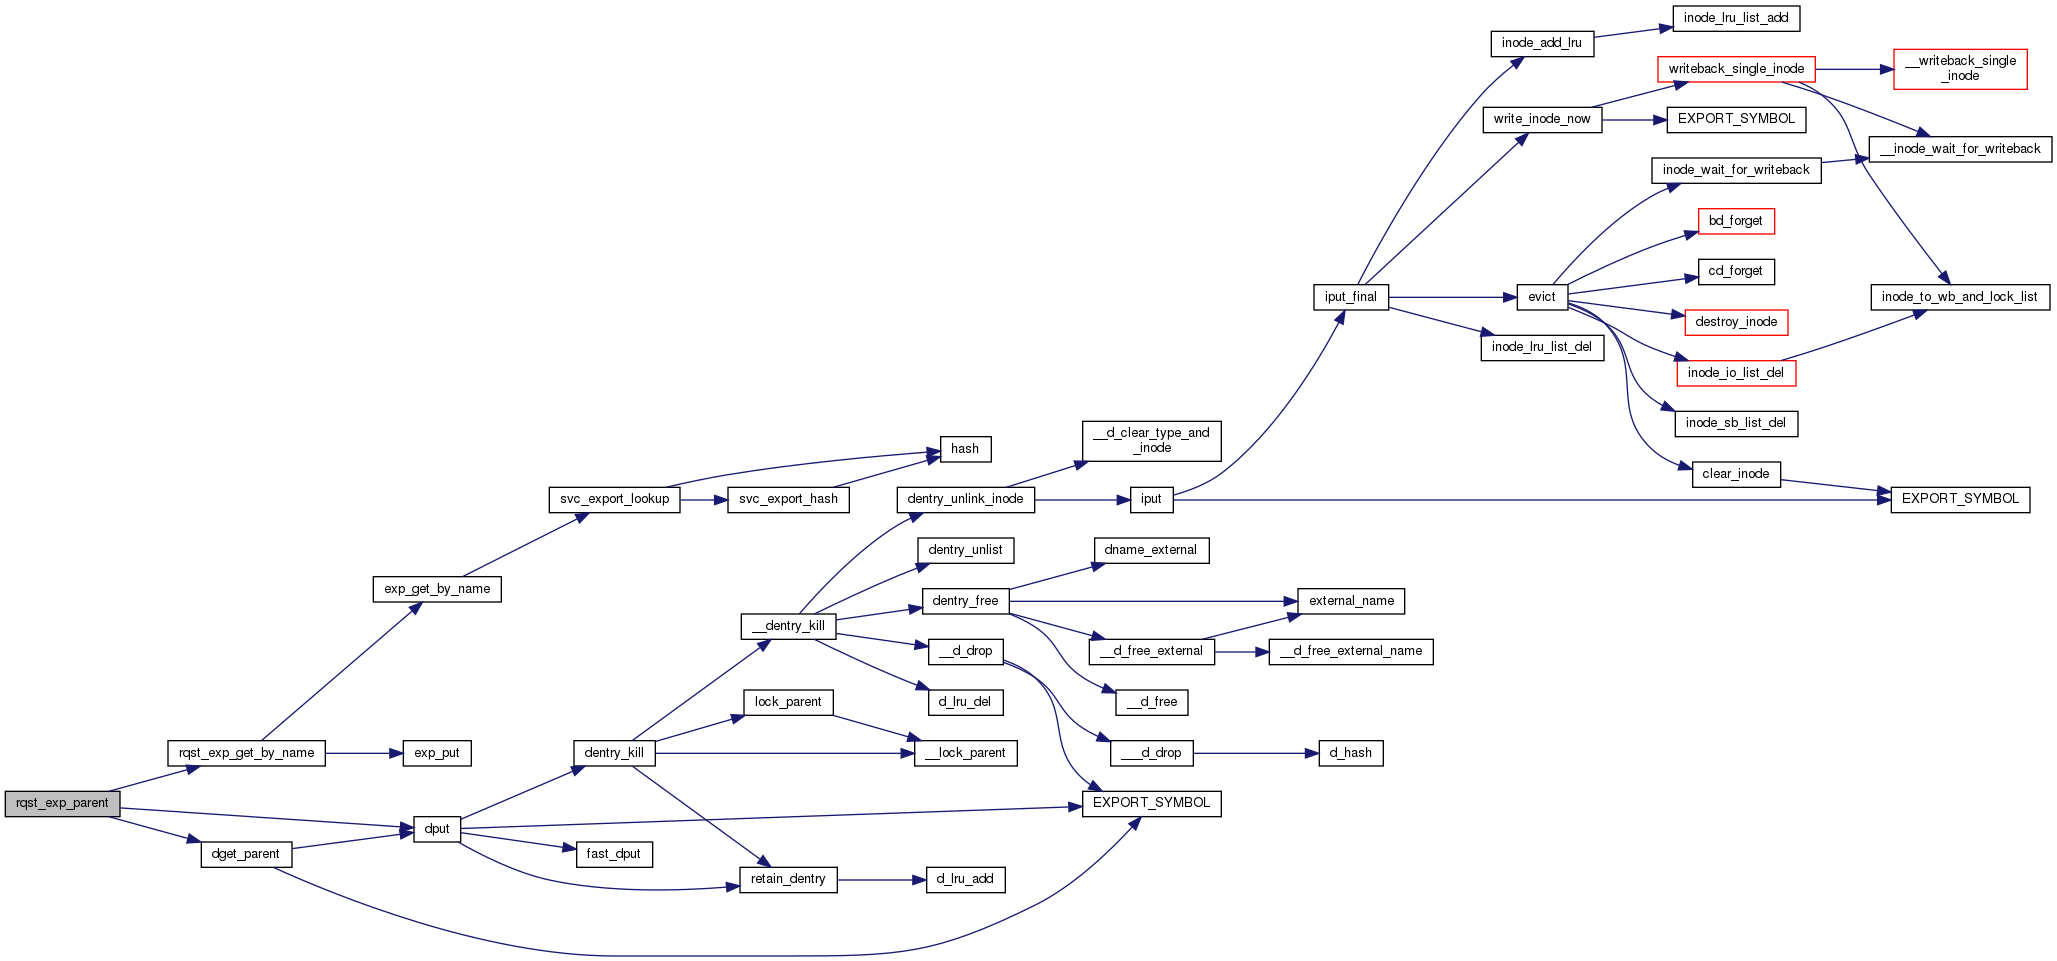 rqst_exp_parent
rqst_exp_get_by_name
dget_parent
exp_get_by_name
exp_put
dput
svc_export_lookup
dentry_kill
fast_dput
svc_export_hash
__dentry_kill
lock_parent
retain_dentry
hash
dentry_unlink_inode
dentry_unlist
dentry_free
__d_drop
d_lru_del
__lock_parent
d_lru_add
__d_clear_type_and
_inode
iput
dname_external
__d_free_external
__d_free
___d_drop
EXPORT_SYMBOL
external_name
__d_free_external_name
d_hash
iput_final
inode_add_lru
write_inode_now
evict
inode_lru_list_del
inode_lru_list_add
writeback_single_inode
EXPORT_SYMBOL
inode_wait_for_writeback
bd_forget
cd_forget
destroy_inode
inode_io_list_del
inode_sb_list_del
clear_inode
__writeback_single
_inode
__inode_wait_for_writeback
inode_to_wb_and_lock_list
EXPORT_SYMBOL